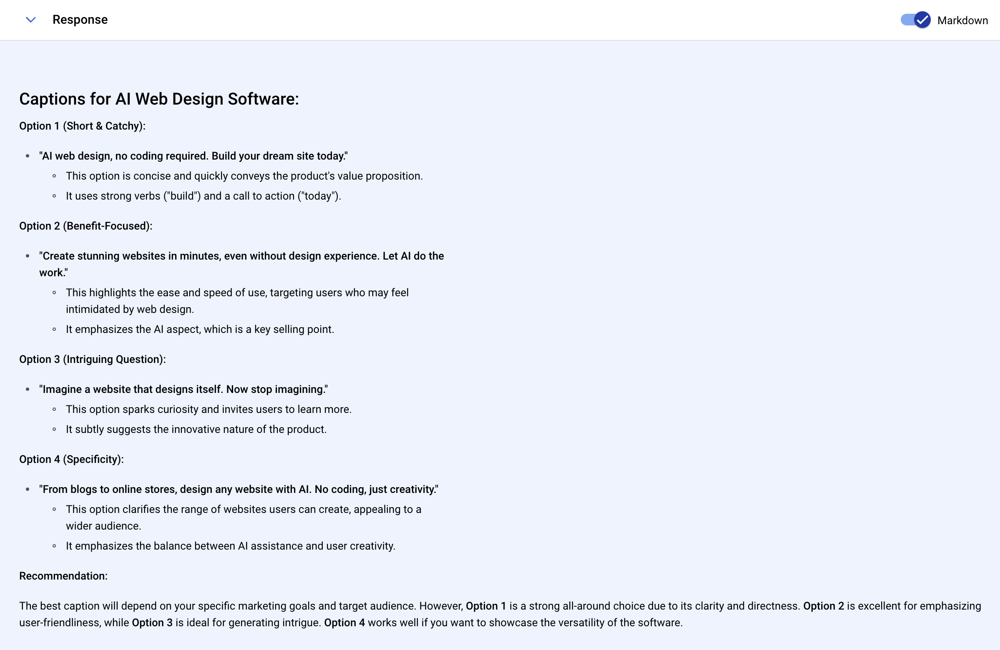 Response
Markdown
Captions for AI Web Design Software:
Option 1 (Short & Catchy):
"AI web design, no coding required. Build your dream site today."
This option is concise and quickly conveys the product's value proposition.
It uses strong verbs ("build") and a call to action ("today").
Option 2 (Benefit-Focused):
"Create stunning websites in minutes, even without design experience. Let AI do the
work."
This highlights the ease and speed of use, targeting users who may feel
intimidated by web design.
It emphasizes the AI aspect, which is a key selling point.
Option 3 (Intriguing Question):
"Imagine a website that designs itself. Now stop imagining."
This option sparks curiosity and invites users to learn more.
It subtly suggests the innovative nature of the product.
Option 4 (Specificity):
"From blogs to online stores, design any website with AI. No coding, just creativity."
This option clarifies the range of websites users can create, appealing to a
wider audience.
It emphasizes the balance between AI assistance and user creativity.
Recommendation:
The best caption will depend on your specific marketing goals and target audience. However, Option 1 is a strong all-around choice due to its clarity and directness. Option 2 is excellent for emphasizing
user-friendliness, while Option 3 is ideal for generating intrigue. Option 4 works well if you want to showcase the versatility of the software.